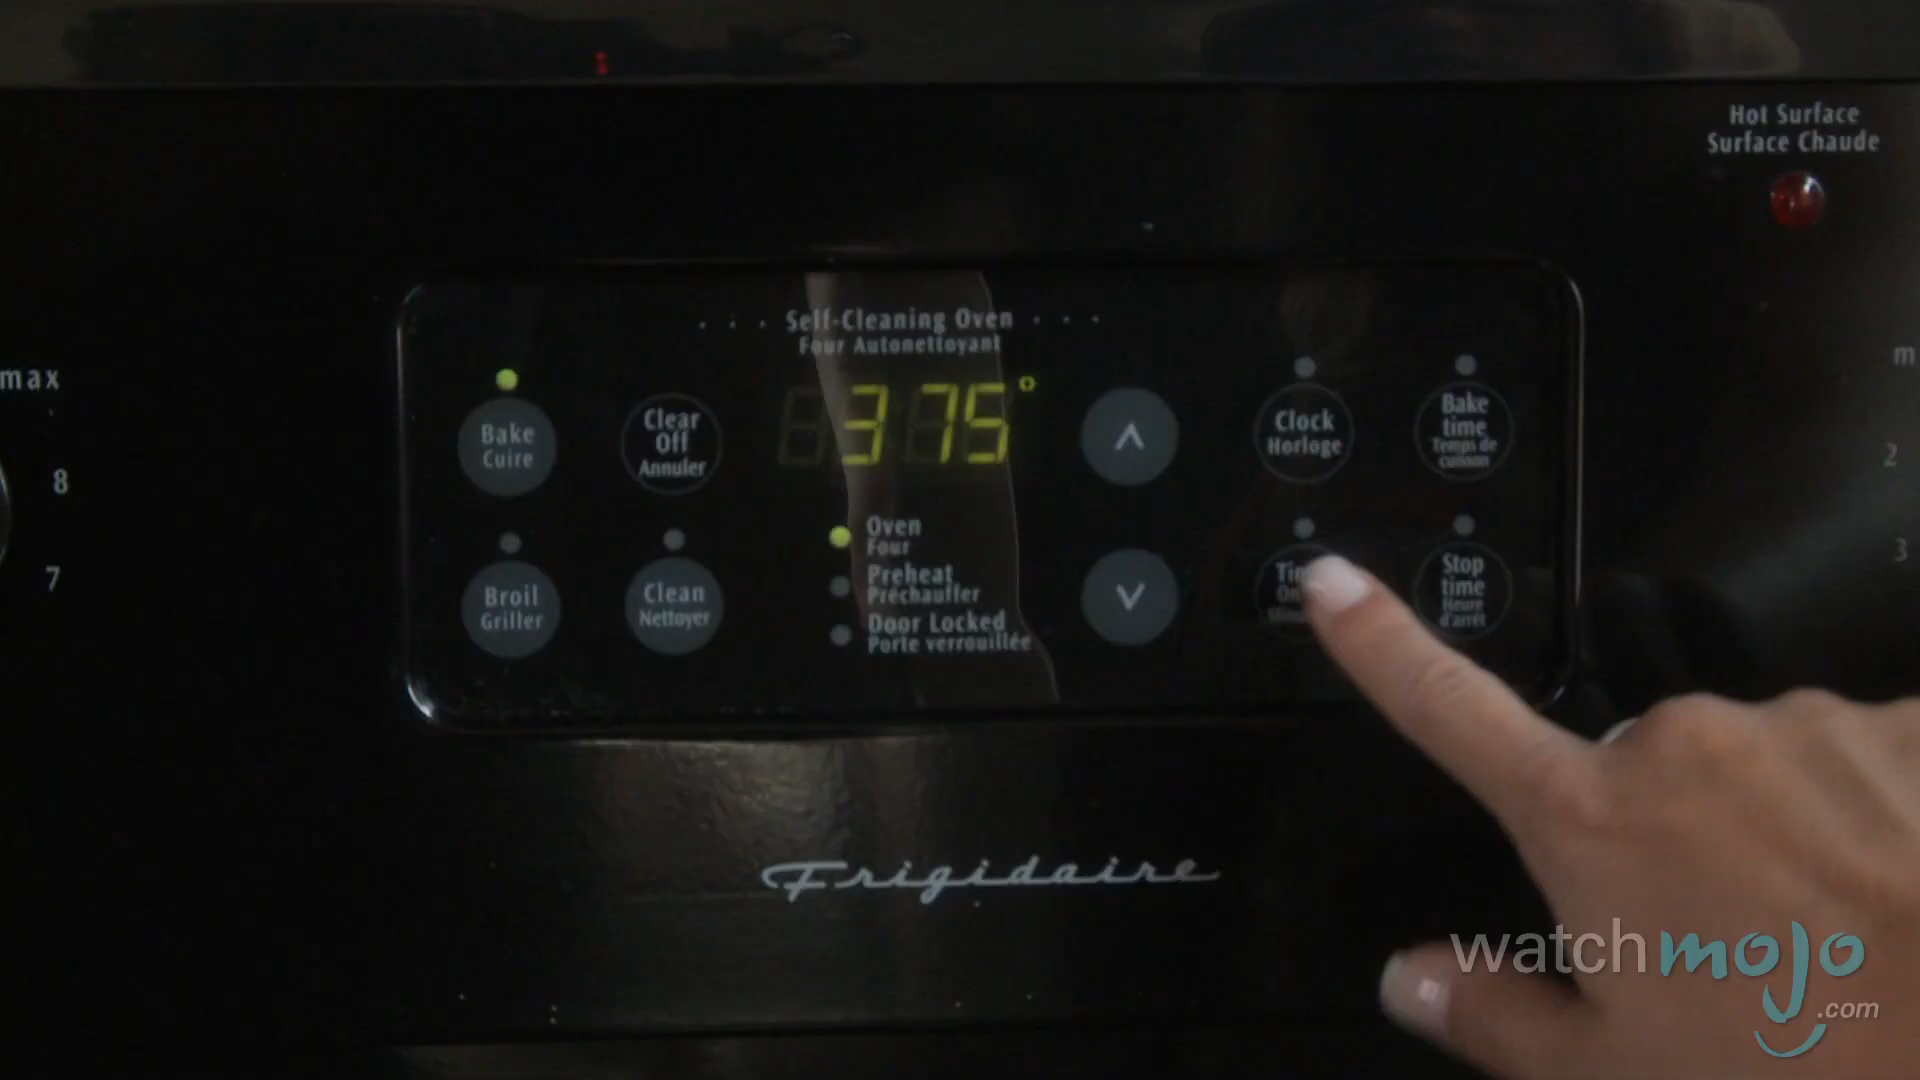 Hot Surface
Surface Chaude
Self-Cleaning Oven
Four Autonettoyant
max
8
7
m
2
3
375°
Bake
Cuire
Clear
Off
Annuler
Clock
Horloge
Bake
time
Temps de
cuisson
Oven
Four
Preheat
Préchauffer
Door Locked
Porte verrouillée
Broil
Griller
Clean
Nettoyer
Stop
time
Heure
d'arrêt
Frigidaire
watchmojo
.com